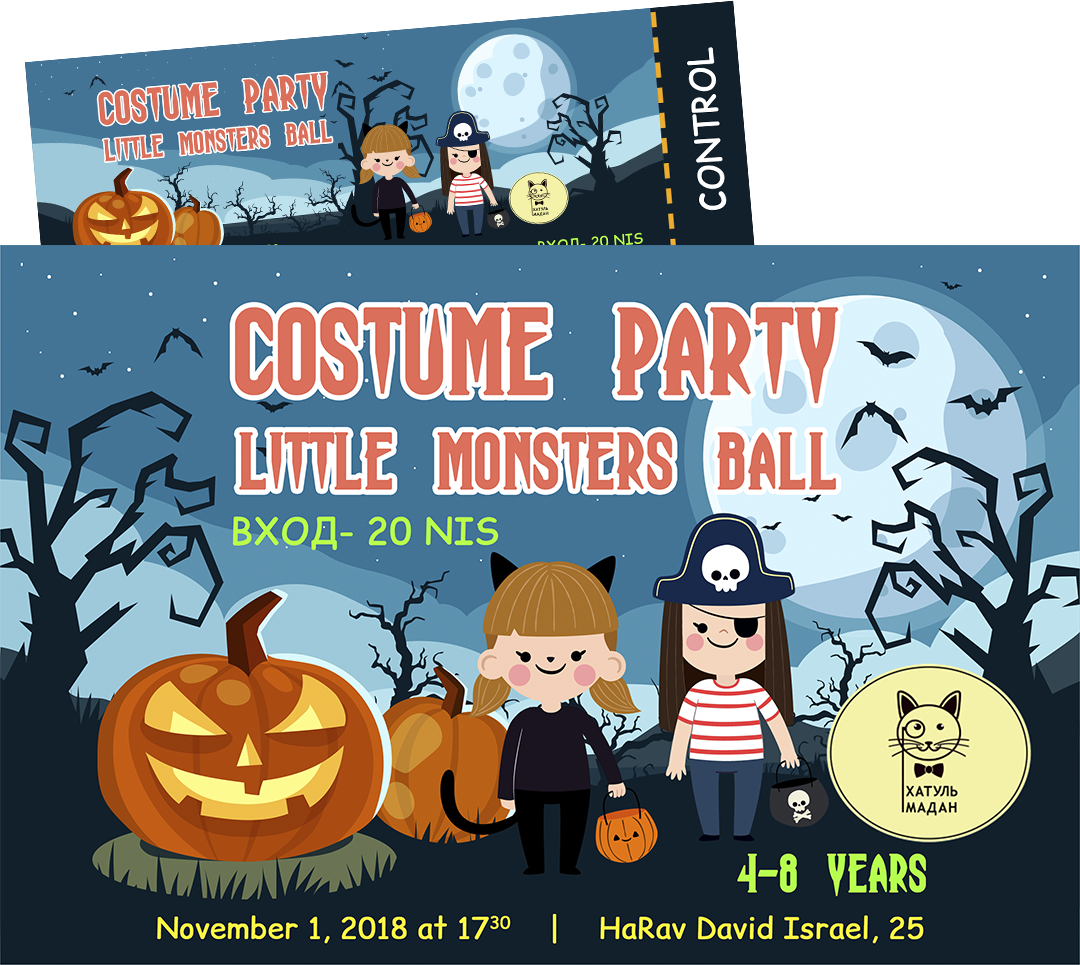 COSTUME PARTY
LITTLE MONSTERS BALL
ХАТУЛЬ
МАДАН
ВХОД- 20 NIS
CONTROL
COSTUME PARTY
LITTLE MONSTERS BALL
ВХОД- 20 NIS
ХАТУЛЬ
МАДАН
4-8 YEARS
November 1, 2018 at 17³⁰ | HaRav David Israel, 25